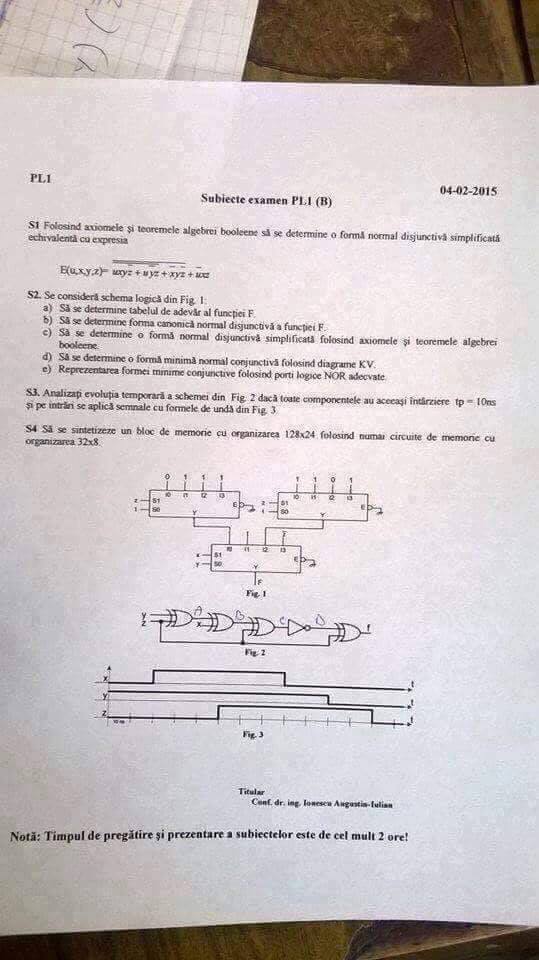 PL1
04-02-2015
Subiecte examen PL1 (B)
S1 Folosind axiomele și teoremele algebrei booleene să se determine o formă normal disjunctivă simplificată
echivalentă cu expresia
E(u,x,y,z)= uxyz + uyz + xyz + uxz
S2. Se consideră schema logică din Fig. 1:
a) Să se determine tabelul de adevăr al funcției F.
b) Să se determine forma canonică normal disjunctivă a funcției F.
c) Să se determine o formă normal disjunctivă simplificată folosind axiomele și teoremele algebrei
booleene.
d) Să se determine o formă minimă normal conjunctivă folosind diagrame KV.
e) Reprezentarea formei minime conjunctive folosind porti logice NOR adecvate.
S3. Analizați evoluția temporară a schemei din Fig. 2 dacă toate componentele au aceeași întârziere tp = 10ns
și pe intrări se aplică semnale cu formele de undă din Fig. 3.
S4 Să se sintetizeze un bloc de memorie cu organizarea 128x24 folosind numai circuite de memorie cu
organizarea 32x8.
0 1 1 1
1 1 0 1
I0 I1 I2 I3
I0 I1 I2 I3
z S1
1 S0
E
Y
z S1
1 S0
E
Y
z
I0 I1 I2 I3
x S1
y S0
E
Y
F
Fig. 1
A B C D
y
z
x
f
Fig. 2
x t
y t
z t
10 ns
Fig. 3
Titular
Conf. dr. ing. Ionescu Augustin-Iulian
Notă: Timpul de pregătire și prezentare a subiectelor este de cel mult 2 ore!